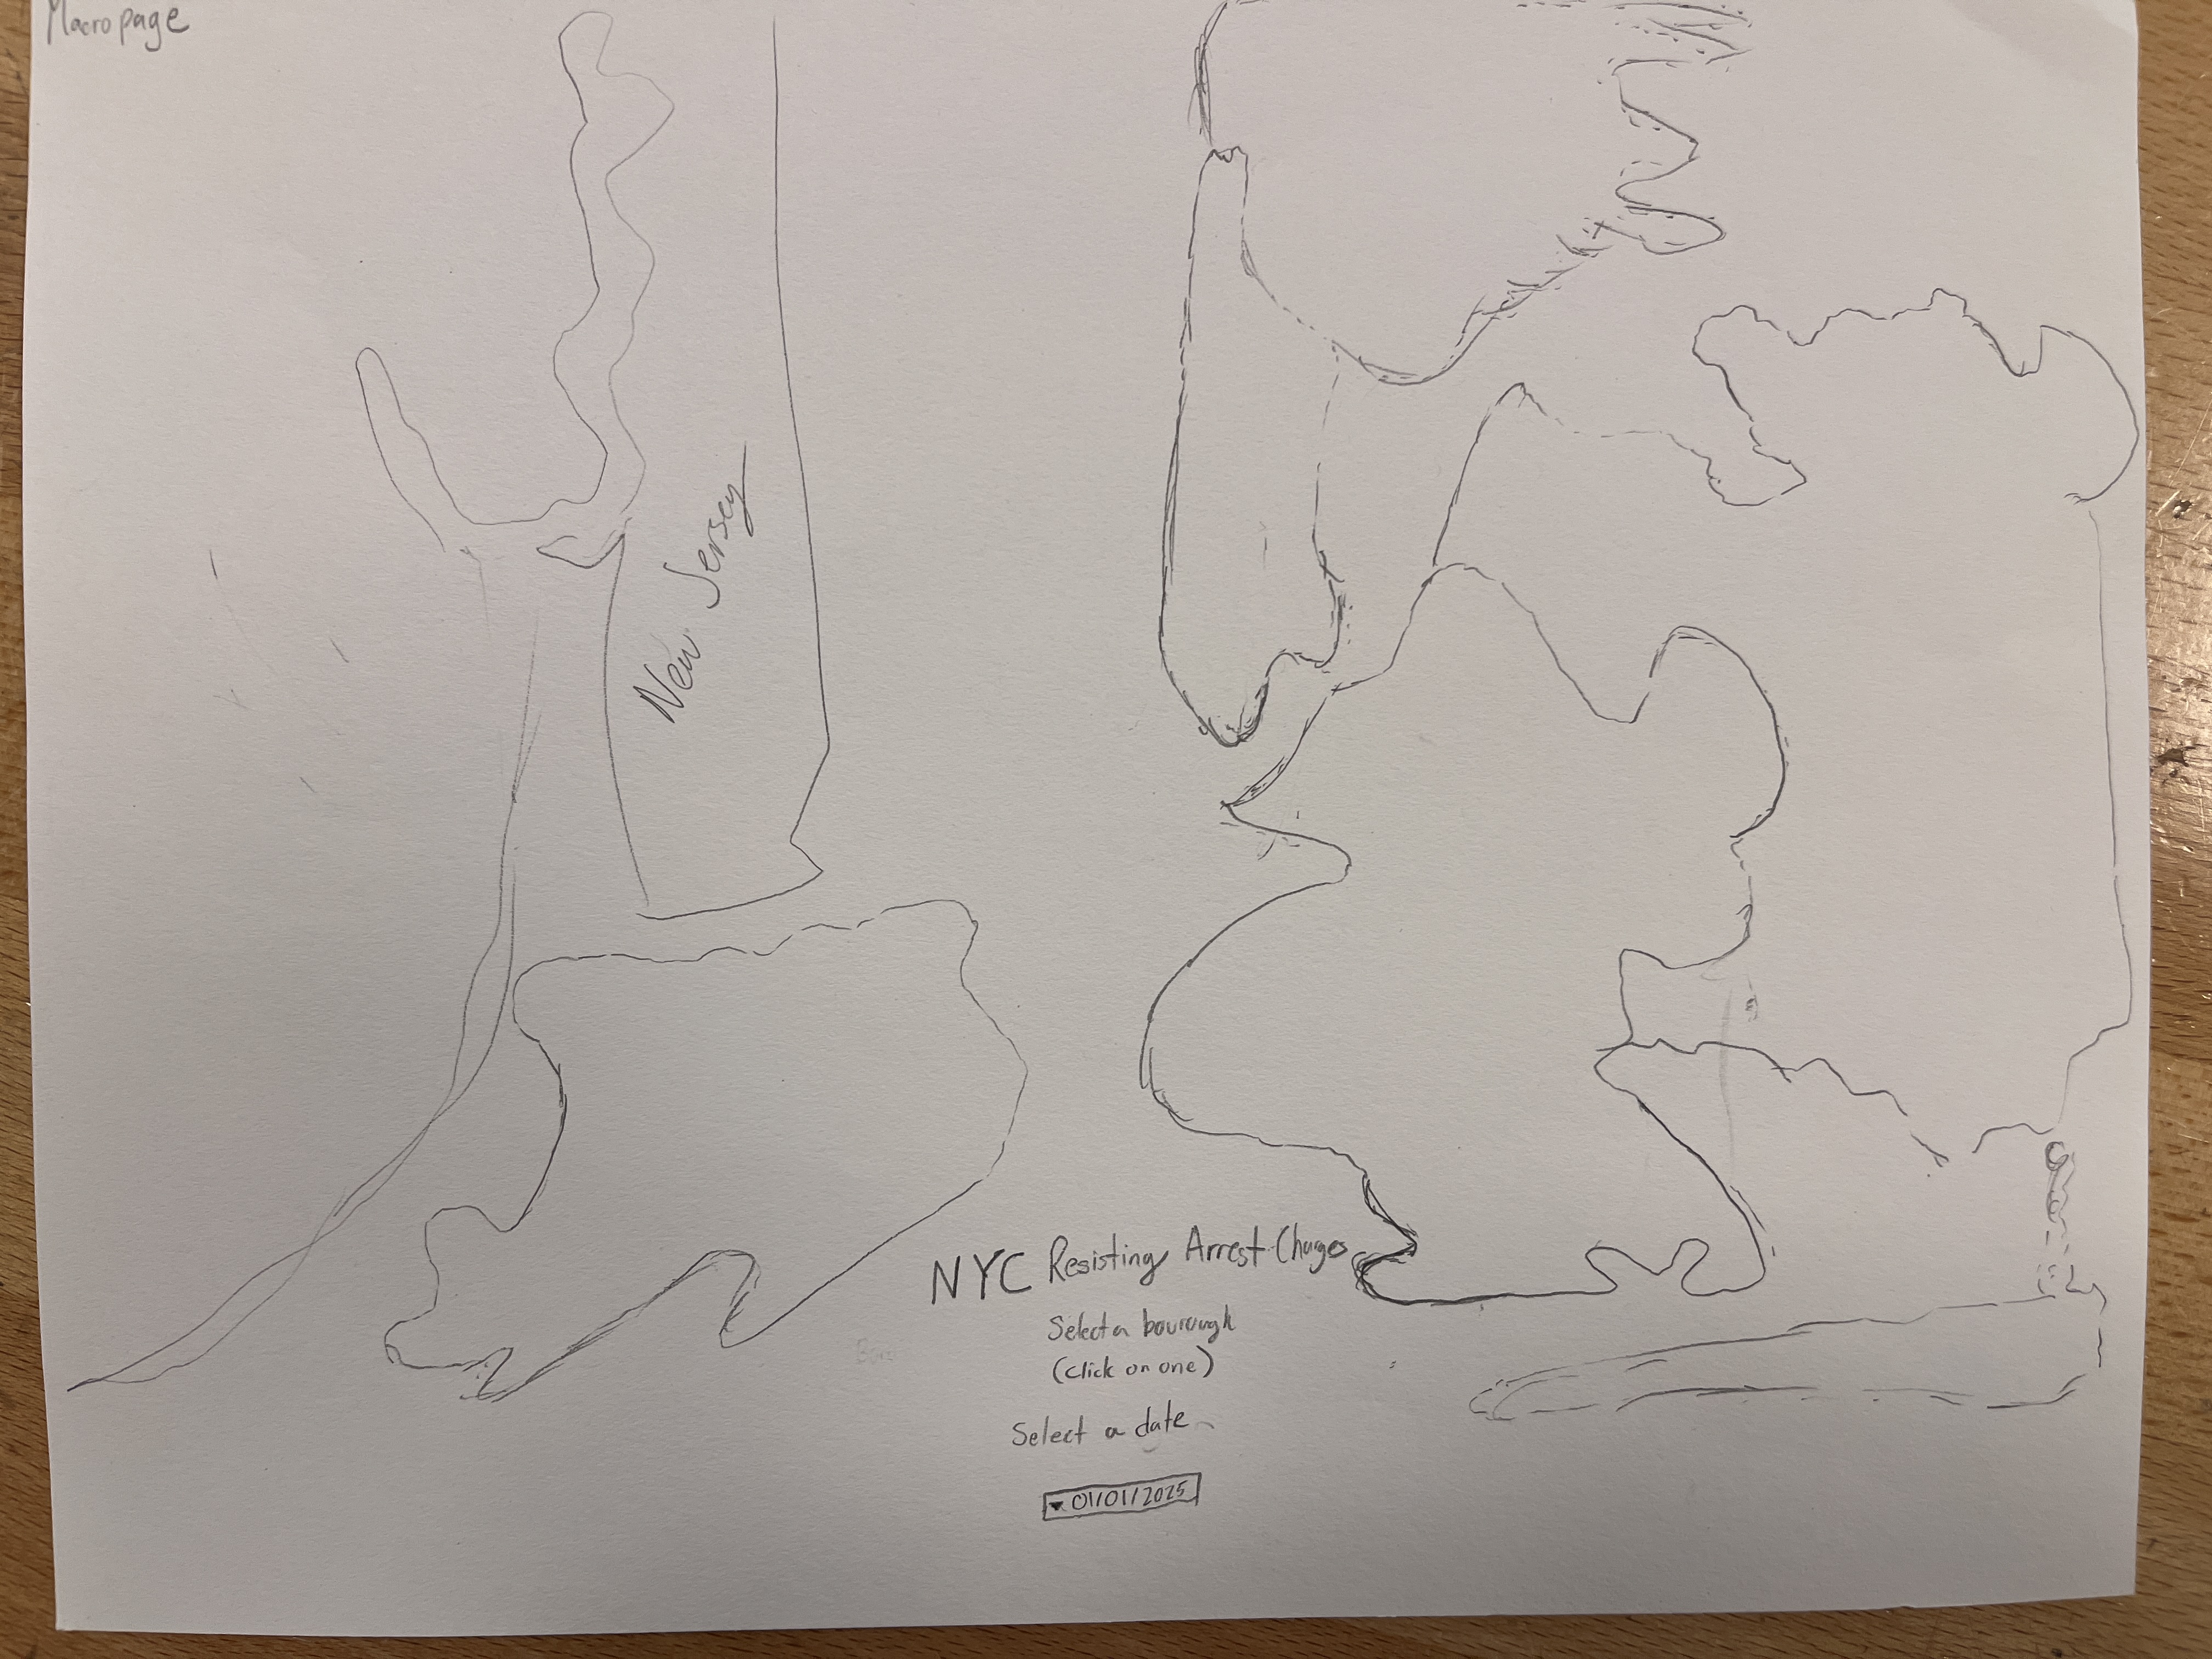 Macro page
New Jersey
NYC Resisting Arrest Charges
Select a bourough
(click on one)
Select a date
▾ 01/01/2025